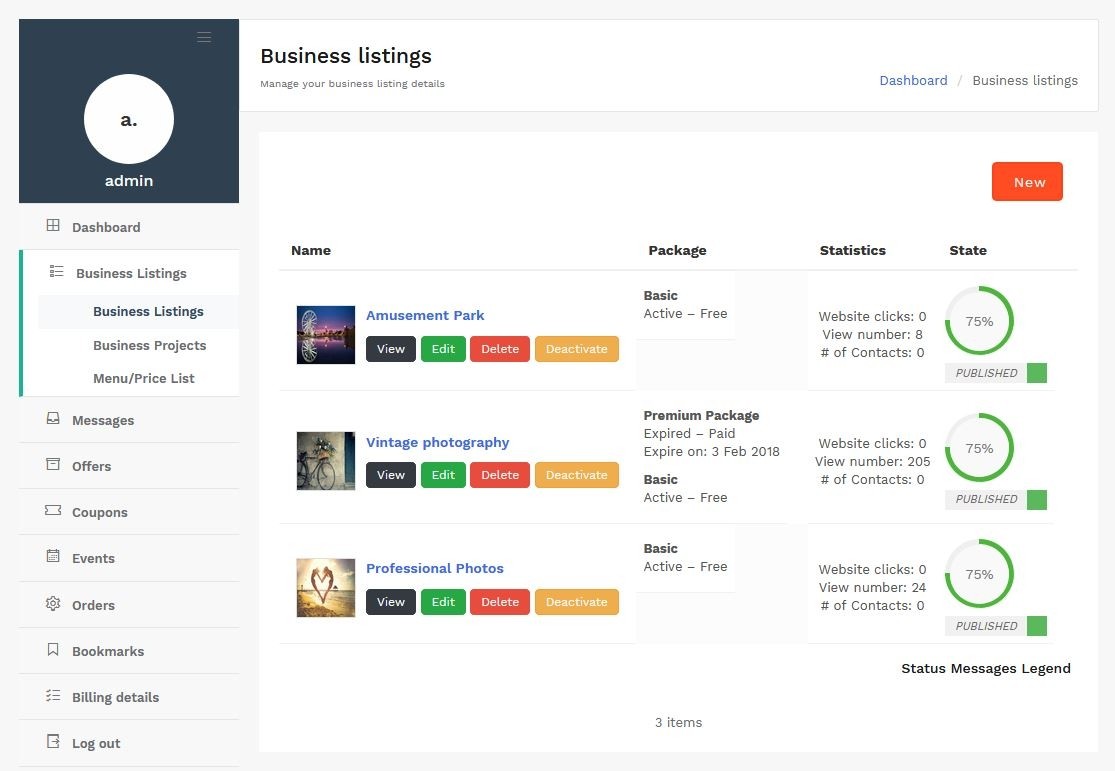 a.
admin
Dashboard
Business Listings
Business Listings
Business Projects
Menu/Price List
Messages
Offers
Coupons
Events
Orders
Bookmarks
Billing details
Log out
Business listings
Manage your business listing details
Dashboard / Business listings
New
Name Package Statistics State
Amusement Park
View Edit Delete Deactivate
Basic
Active – Free
Website clicks: 0
View number: 8
# of Contacts: 0
75%
PUBLISHED
Vintage photography
View Edit Delete Deactivate
Premium Package
Expired – Paid
Expire on: 3 Feb 2018
Basic
Active – Free
Website clicks: 0
View number: 205
# of Contacts: 0
75%
PUBLISHED
Professional Photos
View Edit Delete Deactivate
Basic
Active – Free
Website clicks: 0
View number: 24
# of Contacts: 0
75%
PUBLISHED
Status Messages Legend
3 items